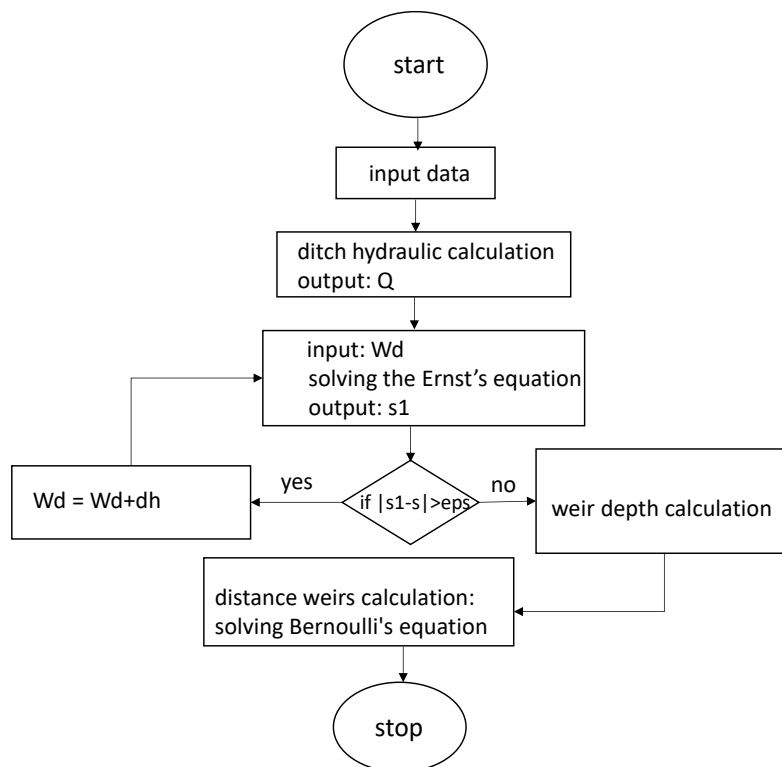 start
input data
ditch hydraulic calculation
output: Q
input: Wd
solving the Ernst’s equation
output: s1
yes
if |s1-s|>eps
no
Wd = Wd+dh
weir depth calculation
distance weirs calculation:
solving Bernoulli's equation
stop